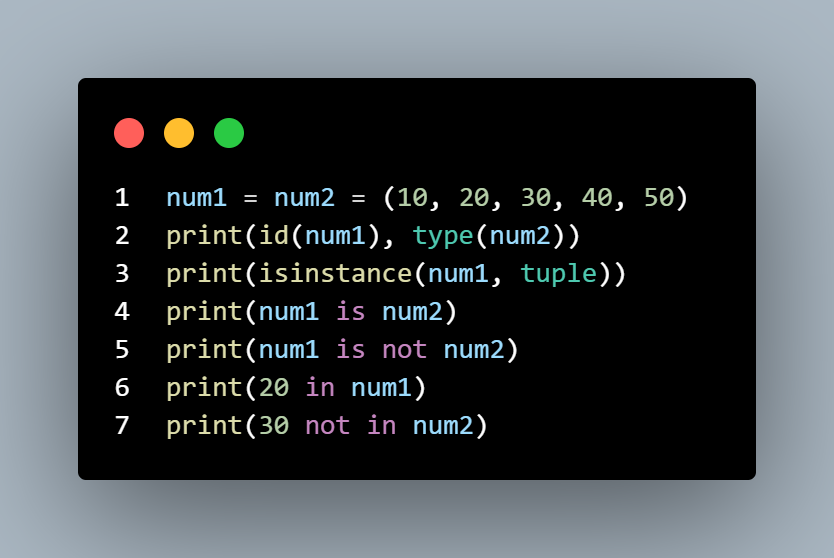 1 num1 = num2 = (10, 20, 30, 40, 50)
2 print(id(num1), type(num2))
3 print(isinstance(num1, tuple))
4 print(num1 is num2)
5 print(num1 is not num2)
6 print(20 in num1)
7 print(30 not in num2)